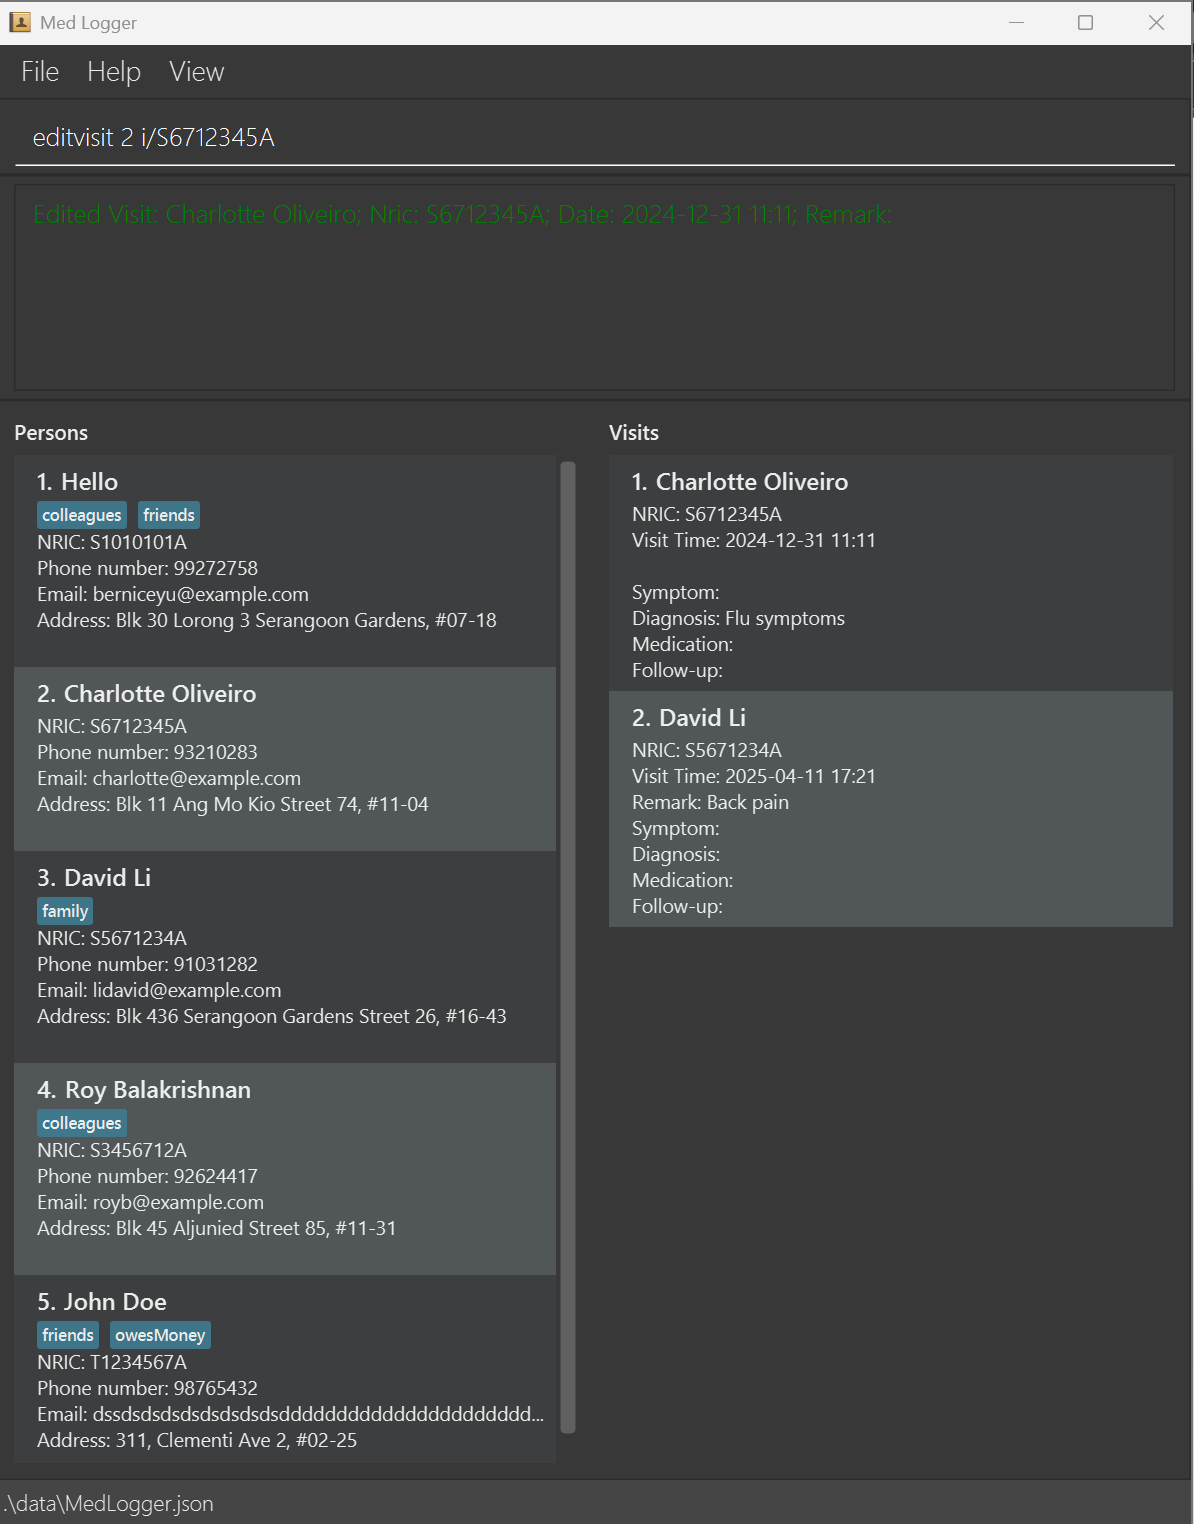 Med Logger
File Help View
editvisit 2 i/S6712345A
Edited Visit: Charlotte Oliveiro; Nric: S6712345A; Date: 2024-12-31 11:11; Remark:
Persons
1. Hello
colleagues friends
NRIC: S1010101A
Phone number: 99272758
Email: berniceyu@example.com
Address: Blk 30 Lorong 3 Serangoon Gardens, #07-18
2. Charlotte Oliveiro
NRIC: S6712345A
Phone number: 93210283
Email: charlotte@example.com
Address: Blk 11 Ang Mo Kio Street 74, #11-04
3. David Li
family
NRIC: S5671234A
Phone number: 91031282
Email: lidavid@example.com
Address: Blk 436 Serangoon Gardens Street 26, #16-43
4. Roy Balakrishnan
colleagues
NRIC: S3456712A
Phone number: 92624417
Email: royb@example.com
Address: Blk 45 Aljunied Street 85, #11-31
5. John Doe
friends owesMoney
NRIC: T1234567A
Phone number: 98765432
Email: dssdsdsdsdsdsdsdsdsddddddddddddddddddddd...
Address: 311, Clementi Ave 2, #02-25
Visits
1. Charlotte Oliveiro
NRIC: S6712345A
Visit Time: 2024-12-31 11:11
Symptom:
Diagnosis: Flu symptoms
Medication:
Follow-up:
2. David Li
NRIC: S5671234A
Visit Time: 2025-04-11 17:21
Remark: Back pain
Symptom:
Diagnosis:
Medication:
Follow-up:
.\data\MedLogger.json